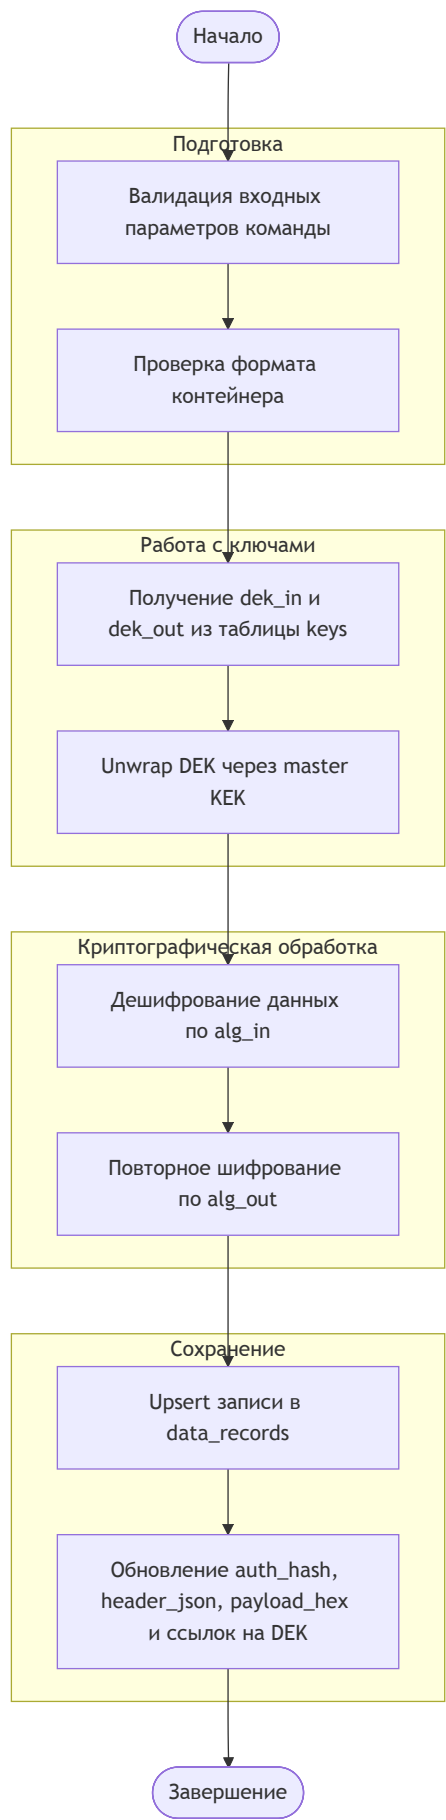 Начало
Подготовка
Валидация входных
параметров команды
Проверка формата
контейнера
Работа с ключами
Получение dek_in и
dek_out из таблицы keys
Unwrap DEK через master
KEK
Криптографическая обработка
Дешифрование данных
по alg_in
Повторное шифрование
по alg_out
Сохранение
Upsert записи в
data_records
Обновление auth_hash,
header_json, payload_hex
и ссылок на DEK
Завершение